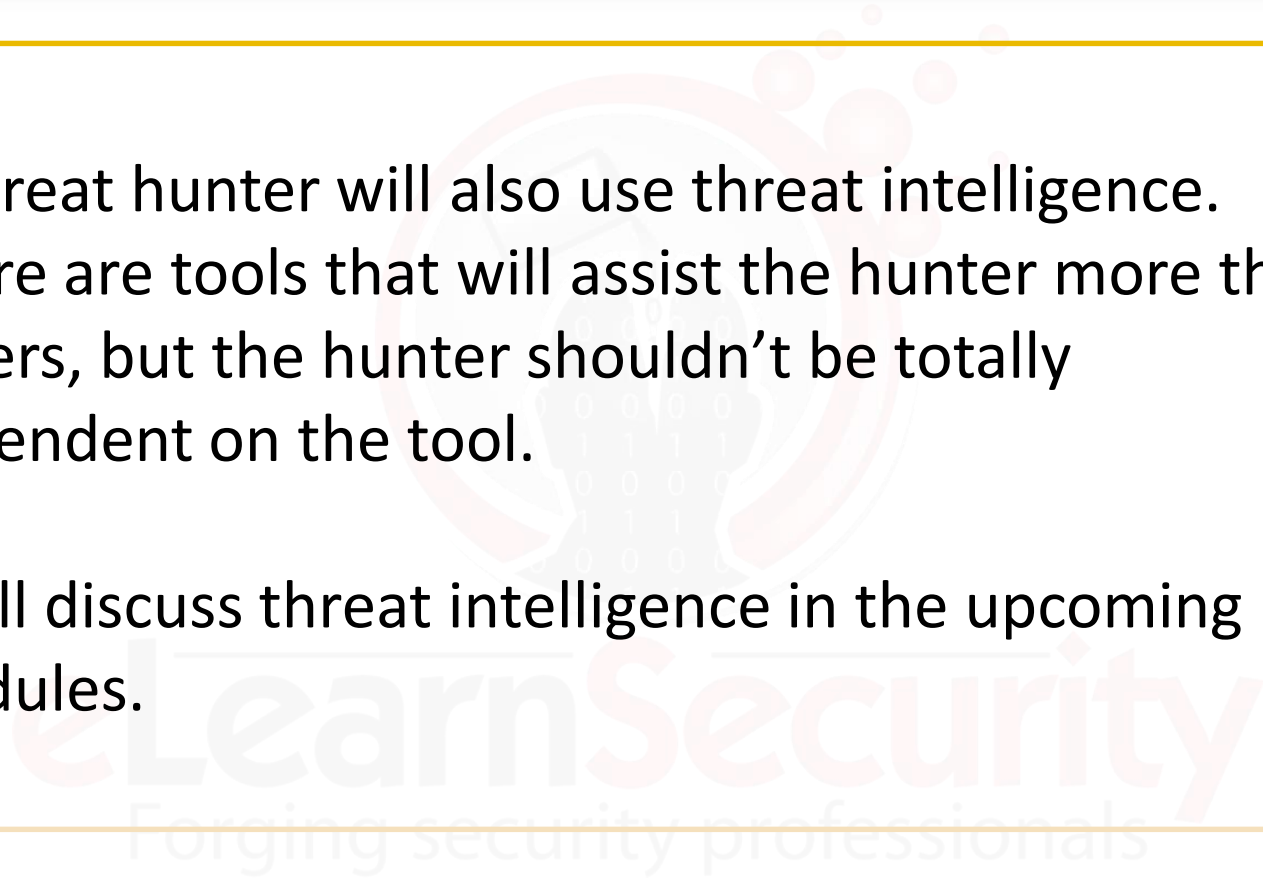 reat hunter will also use threat intelligence.
re are tools that will assist the hunter more th
ers, but the hunter shouldn’t be totally
endent on the tool.
ll discuss threat intelligence in the upcoming
dules.
eLearnSecurity
Forging security professionals